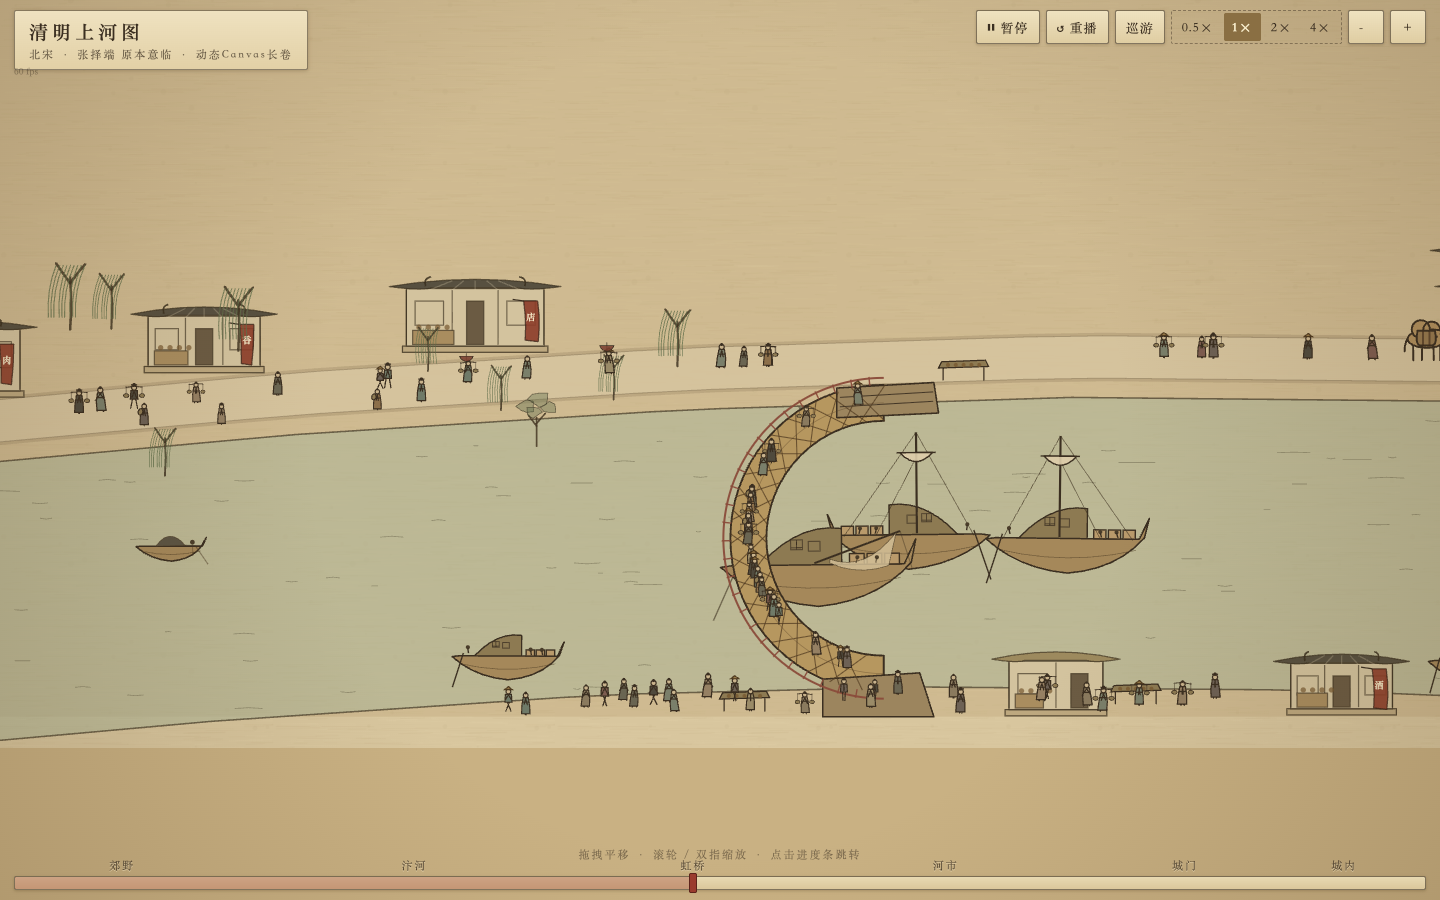 清明上河图
北宋 · 张择端 原本意临 · 动态Canvas长卷
60 fps
暂停
↺ 重播
巡游
0.5×
1×
2×
4×
-
+
店
香
肉
酒
拖拽平移 · 滚轮 / 双指缩放 · 点击进度条跳转
郊野
汴河
虹桥
河市
城门
城内